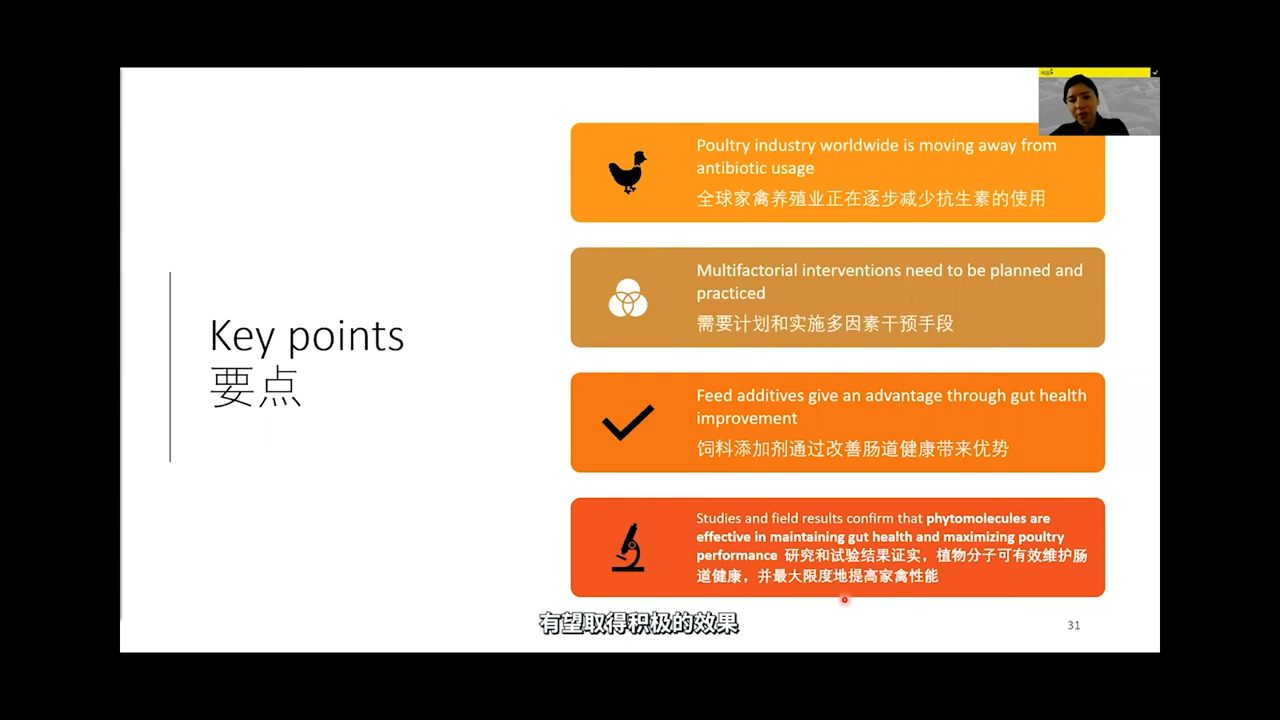 Key points
要点
Poultry industry worldwide is moving away from
antibiotic usage
全球家禽养殖业正在逐步减少抗生素的使用
Multifactorial interventions need to be planned and
practiced
需要计划和实施多因素干预手段
Feed additives give an advantage through gut health
improvement
饲料添加剂通过改善肠道健康带来优势
Studies and field results confirm that phytomolecules are
effective in maintaining gut health and maximizing poultry
performance 研究和试验结果证实，植物分子可有效维护肠
道健康，并最大限度地提高家禽性能
有望取得积极的效果
31